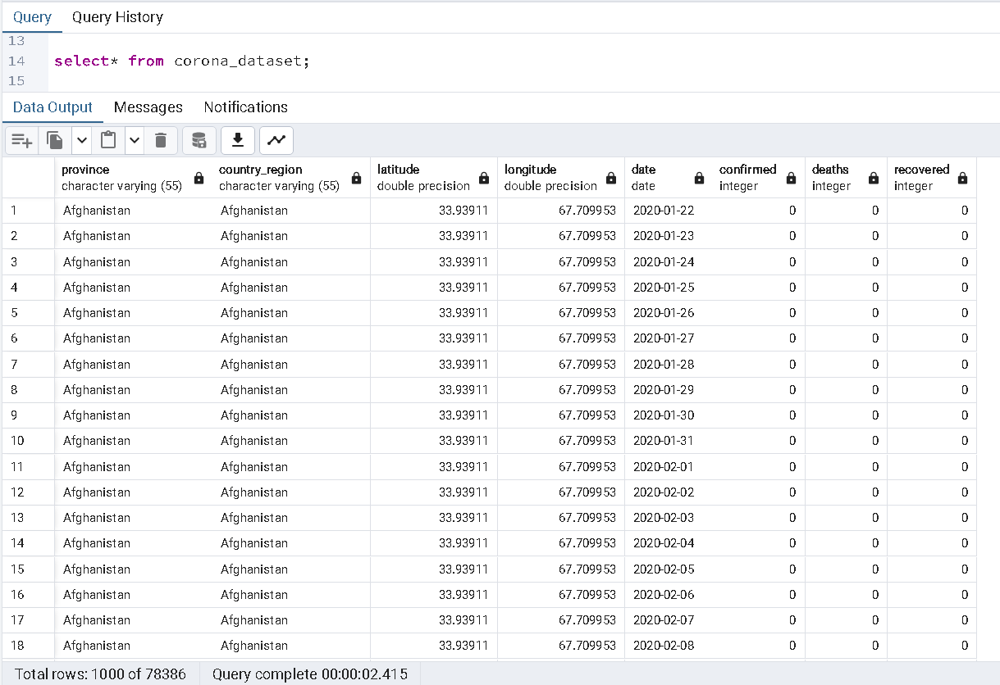 Query Query History
13
14 select* from corona_dataset;
15
Data Output Messages Notifications
province country_region latitude longitude date confirmed deaths recovered
character varying (55) character varying (55) double precision double precision date integer integer integer
1 Afghanistan Afghanistan 33.93911 67.709953 2020-01-22 0 0 0
2 Afghanistan Afghanistan 33.93911 67.709953 2020-01-23 0 0 0
3 Afghanistan Afghanistan 33.93911 67.709953 2020-01-24 0 0 0
4 Afghanistan Afghanistan 33.93911 67.709953 2020-01-25 0 0 0
5 Afghanistan Afghanistan 33.93911 67.709953 2020-01-26 0 0 0
6 Afghanistan Afghanistan 33.93911 67.709953 2020-01-27 0 0 0
7 Afghanistan Afghanistan 33.93911 67.709953 2020-01-28 0 0 0
8 Afghanistan Afghanistan 33.93911 67.709953 2020-01-29 0 0 0
9 Afghanistan Afghanistan 33.93911 67.709953 2020-01-30 0 0 0
10 Afghanistan Afghanistan 33.93911 67.709953 2020-01-31 0 0 0
11 Afghanistan Afghanistan 33.93911 67.709953 2020-02-01 0 0 0
12 Afghanistan Afghanistan 33.93911 67.709953 2020-02-02 0 0 0
13 Afghanistan Afghanistan 33.93911 67.709953 2020-02-03 0 0 0
14 Afghanistan Afghanistan 33.93911 67.709953 2020-02-04 0 0 0
15 Afghanistan Afghanistan 33.93911 67.709953 2020-02-05 0 0 0
16 Afghanistan Afghanistan 33.93911 67.709953 2020-02-06 0 0 0
17 Afghanistan Afghanistan 33.93911 67.709953 2020-02-07 0 0 0
18 Afghanistan Afghanistan 33.93911 67.709953 2020-02-08 0 0 0
Total rows: 1000 of 78386 Query complete 00:00:02.415